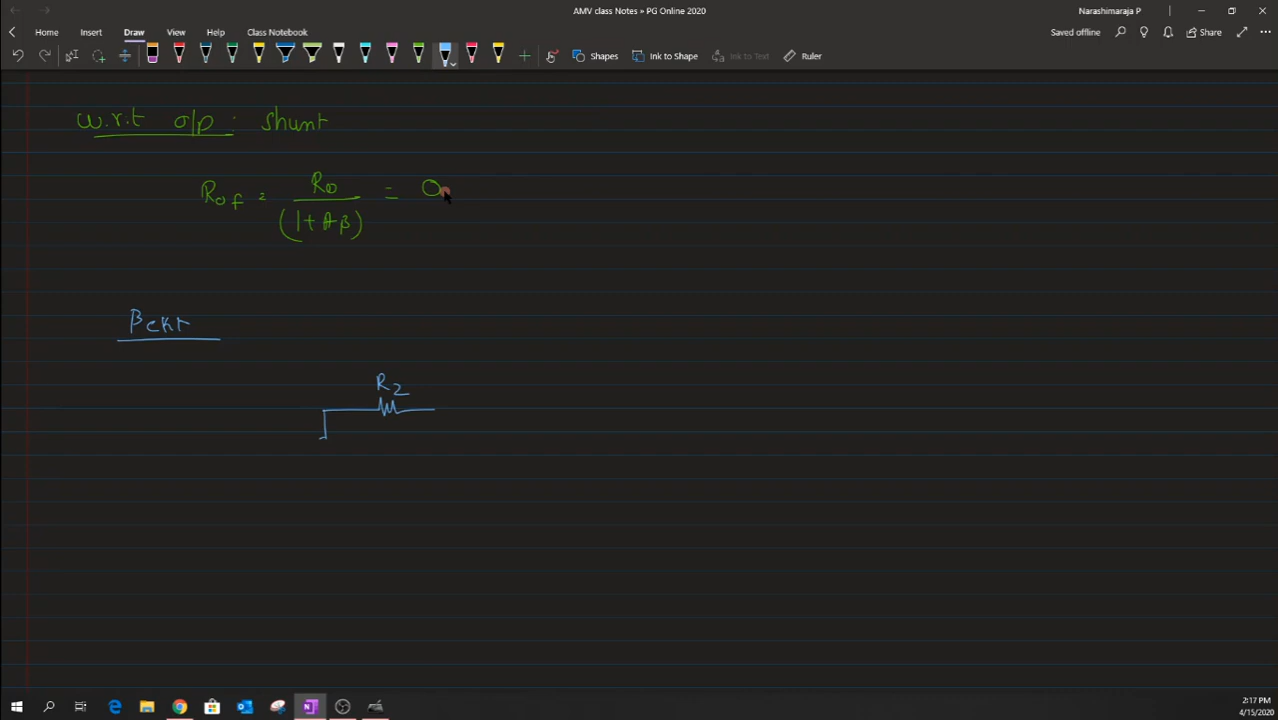 AMV class Notes » PG Online 2020
Narashimaraja P
Home Insert Draw View Help Class Notebook
Saved offline
Share
Shapes
Ink to Shape
Ink to Text
Ruler
w.r.t o/p : shunt
Rof = Ro / (1+Aβ) = 0
β ckt
R2
2:17 PM
4/15/2020